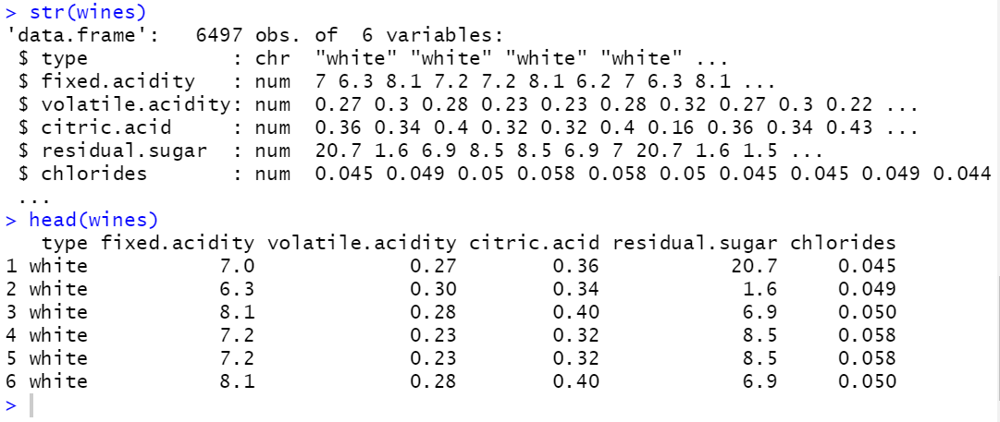 > str(wines)
'data.frame':   6497 obs. of  6 variables:
 $ type            : chr  "white" "white" "white" "white" ...
 $ fixed.acidity   : num  7 6.3 8.1 7.2 7.2 8.1 6.2 7 6.3 8.1 ...
 $ volatile.acidity: num  0.27 0.3 0.28 0.23 0.23 0.28 0.32 0.27 0.3 0.22 ...
 $ citric.acid     : num  0.36 0.34 0.4 0.32 0.32 0.4 0.16 0.36 0.34 0.43 ...
 $ residual.sugar  : num  20.7 1.6 6.9 8.5 8.5 6.9 7 20.7 1.6 1.5 ...
 $ chlorides       : num  0.045 0.049 0.05 0.058 0.058 0.05 0.045 0.045 0.049 0.044
 ...
> head(wines)
   type fixed.acidity volatile.acidity citric.acid residual.sugar chlorides
1 white           7.0             0.27        0.36           20.7     0.045
2 white           6.3             0.30        0.34            1.6     0.049
3 white           8.1             0.28        0.40            6.9     0.050
4 white           7.2             0.23        0.32            8.5     0.058
5 white           7.2             0.23        0.32            8.5     0.058
6 white           8.1             0.28        0.40            6.9     0.050
>